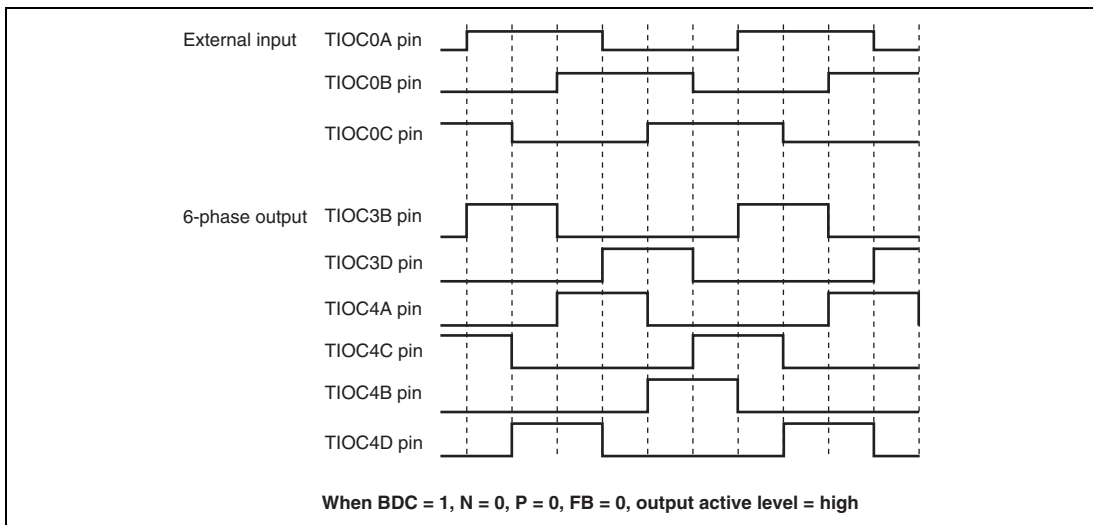 External input TIOC0A pin
TIOC0B pin
TIOC0C pin
6-phase output TIOC3B pin
TIOC3D pin
TIOC4A pin
TIOC4C pin
TIOC4B pin
TIOC4D pin
When BDC = 1, N = 0, P = 0, FB = 0, output active level = high